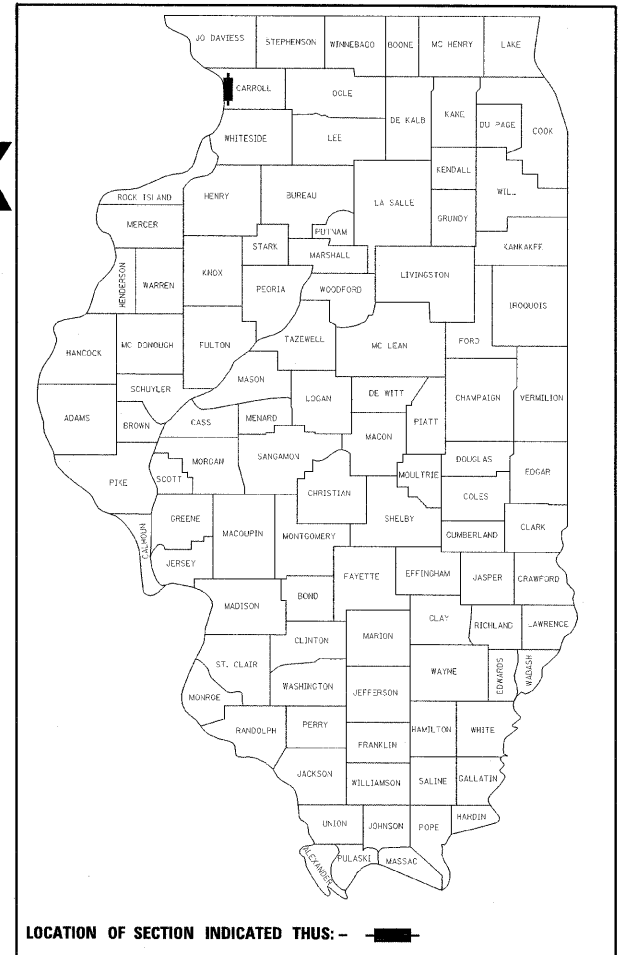 JO DAVIESS STEPHENSON WINNEBAGO BOONE MC HENRY LAKE
CARROLL OGLE
DE KALB KANE DU PAGE COOK
WHITESIDE LEE
KENDALL
ROCK ISLAND HENRY BUREAU LA SALLE WILL
MERCER GRUNDY
PUTNAM
STARK MARSHALL KANKAKEE
HENDERSON WARREN KNOX PEORIA WOODFORD LIVINGSTON IROQUOIS
HANCOCK MC DONOUGH FULTON TAZEWELL MC LEAN FORD
MASON
SCHUYLER LOGAN DE WITT CHAMPAIGN VERMILION
ADAMS BROWN CASS MENARD PIATT
MACON
MORGAN SANGAMON DOUGLAS
PIKE SCOTT MOULTRIE EDGAR
CHRISTIAN COLES
GREENE MACOUPIN MONTGOMERY SHELBY CLARK
CALHOUN CUMBERLAND
JERSEY
FAYETTE EFFINGHAM JASPER CRAWFORD
MADISON BOND
CLAY RICHLAND LAWRENCE
CLINTON MARION
ST. CLAIR WAYNE EDWARDS WABASH
WASHINGTON JEFFERSON
MONROE
RANDOLPH PERRY HAMILTON WHITE
FRANKLIN
JACKSON WILLIAMSON SALINE GALLATIN
UNION JOHNSON POPE HARDIN
ALEXANDER PULASKI MASSAC
LOCATION OF SECTION INDICATED THUS: -